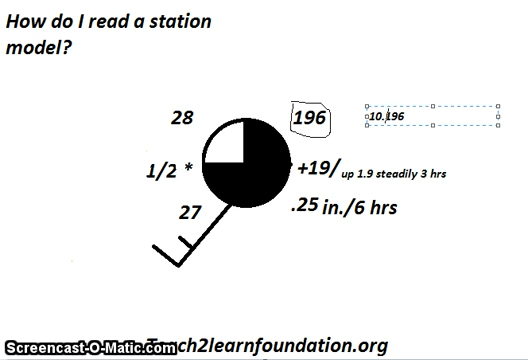 How do I read a station
model?
28
196
10.196
1/2 *
+19/ up 1.9 steadily 3 hrs
27
.25 in./6 hrs
Screencast-O-Matic.com
2learnfoundation.org